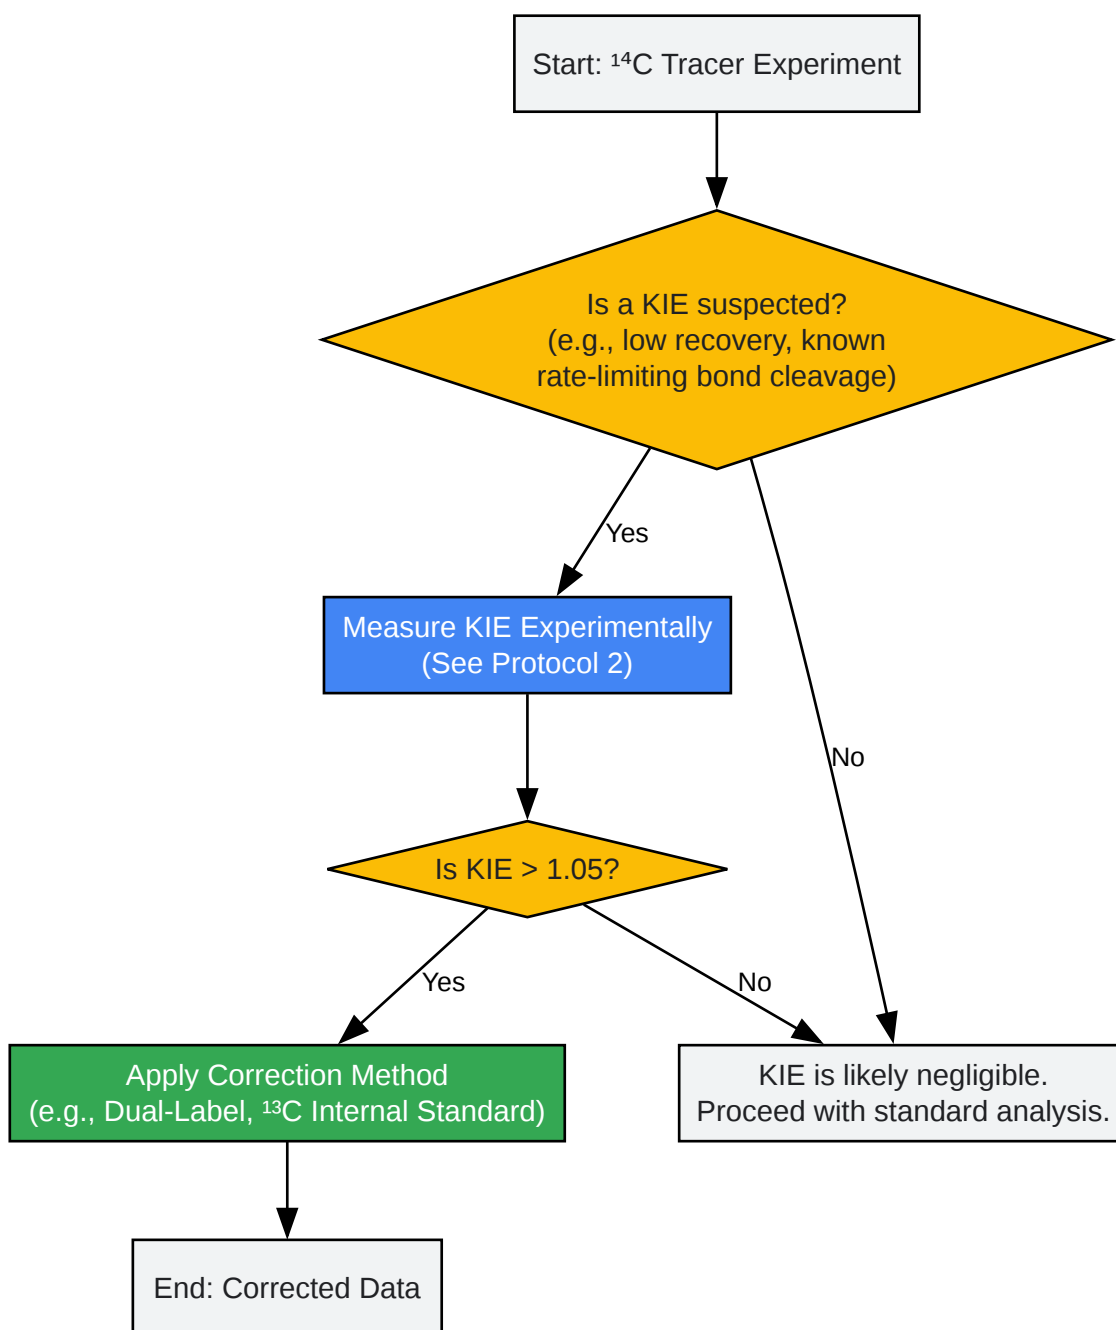 Start: ¹⁴C Tracer Experiment
Is a KIE suspected?
(e.g., low recovery, known
rate-limiting bond cleavage)
Yes
Measure KIE Experimentally
(See Protocol 2)
No
Is KIE > 1.05?
Yes
No
Apply Correction Method
(e.g., Dual-Label, ¹³C Internal Standard)
KIE is likely negligible.
Proceed with standard analysis.
End: Corrected Data